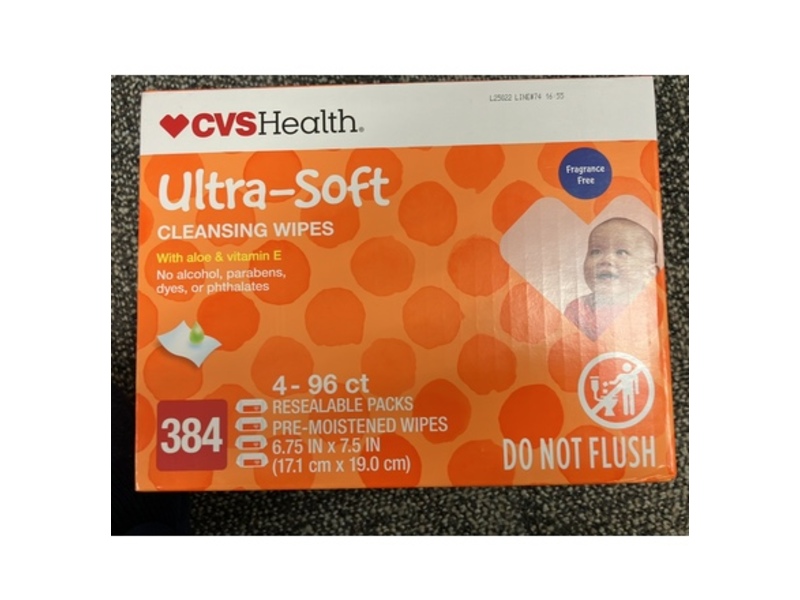 L25022 LINE#74 16:55
CVSHealth®
Ultra-Soft
CLEANSING WIPES
With aloe & vitamin E
No alcohol, parabens,
dyes, or phthalates
Fragrance
Free
384
4 - 96 ct
RESEALABLE PACKS
PRE-MOISTENED WIPES
6.75 IN x 7.5 IN
(17.1 cm x 19.0 cm)
DO NOT FLUSH